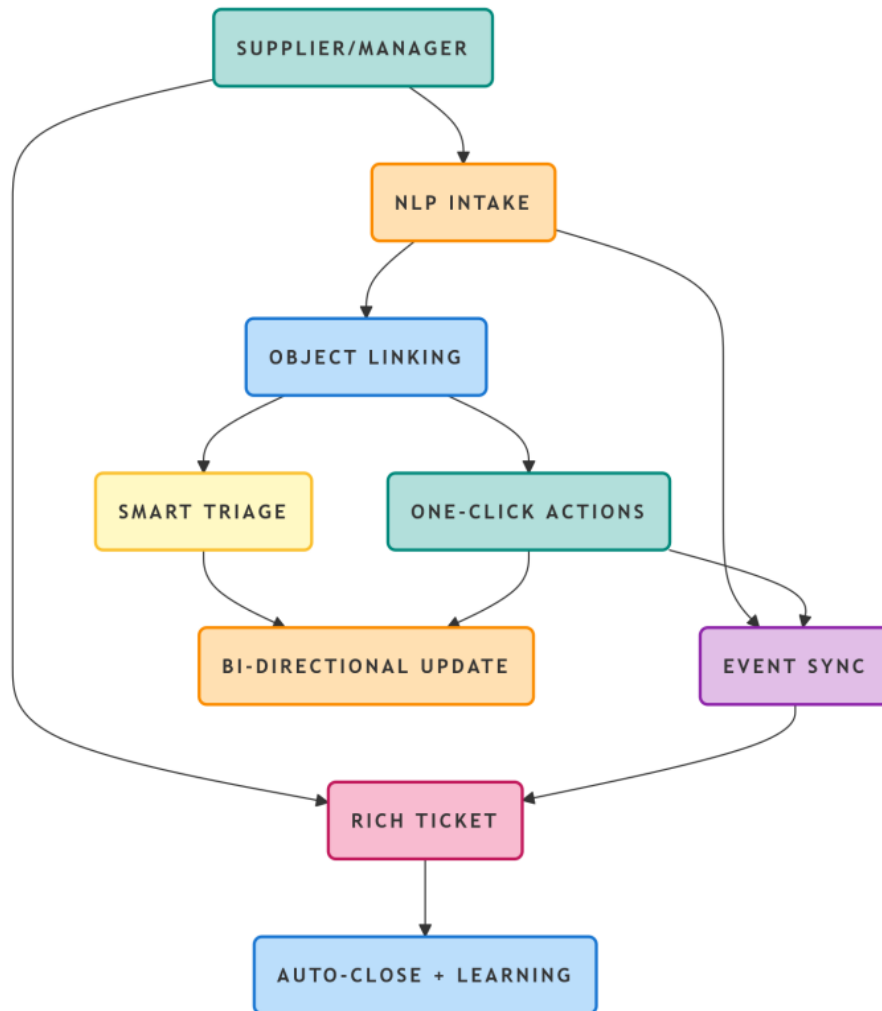 SUPPLIER/MANAGER
NLP INTAKE
OBJECT LINKING
SMART TRIAGE
ONE-CLICK ACTIONS
BI-DIRECTIONAL UPDATE
EVENT SYNC
RICH TICKET
AUTO-CLOSE + LEARNING